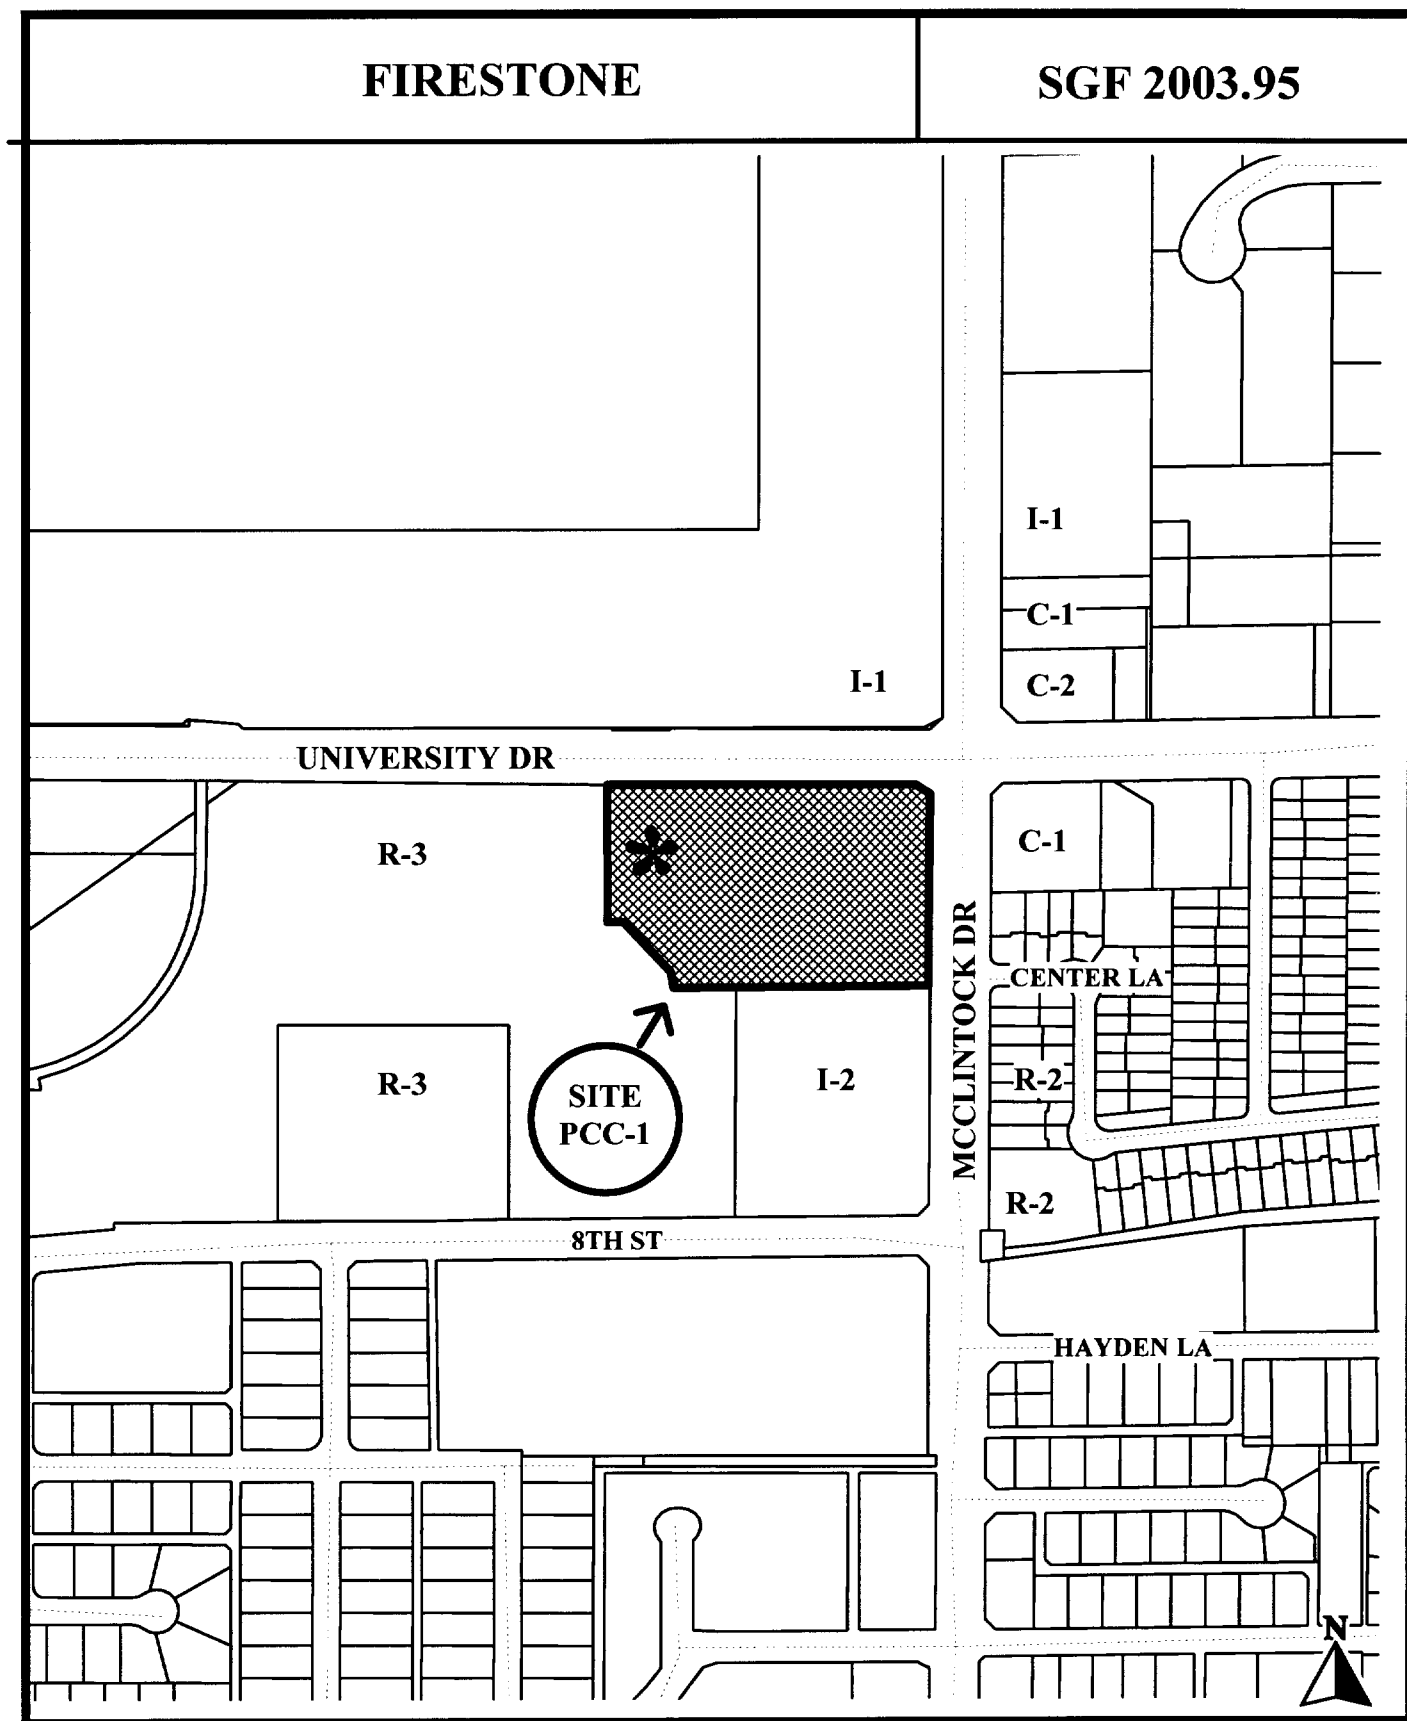 FIRESTONE
SGF 2003.95
I-1
C-1
I-1
C-2
UNIVERSITY DR
R-3
C-1
MCCLINTOCK DR
CENTER LA
R-3
SITE
PCC-1
I-2
R-2
R-2
8TH ST
HAYDEN LA
N